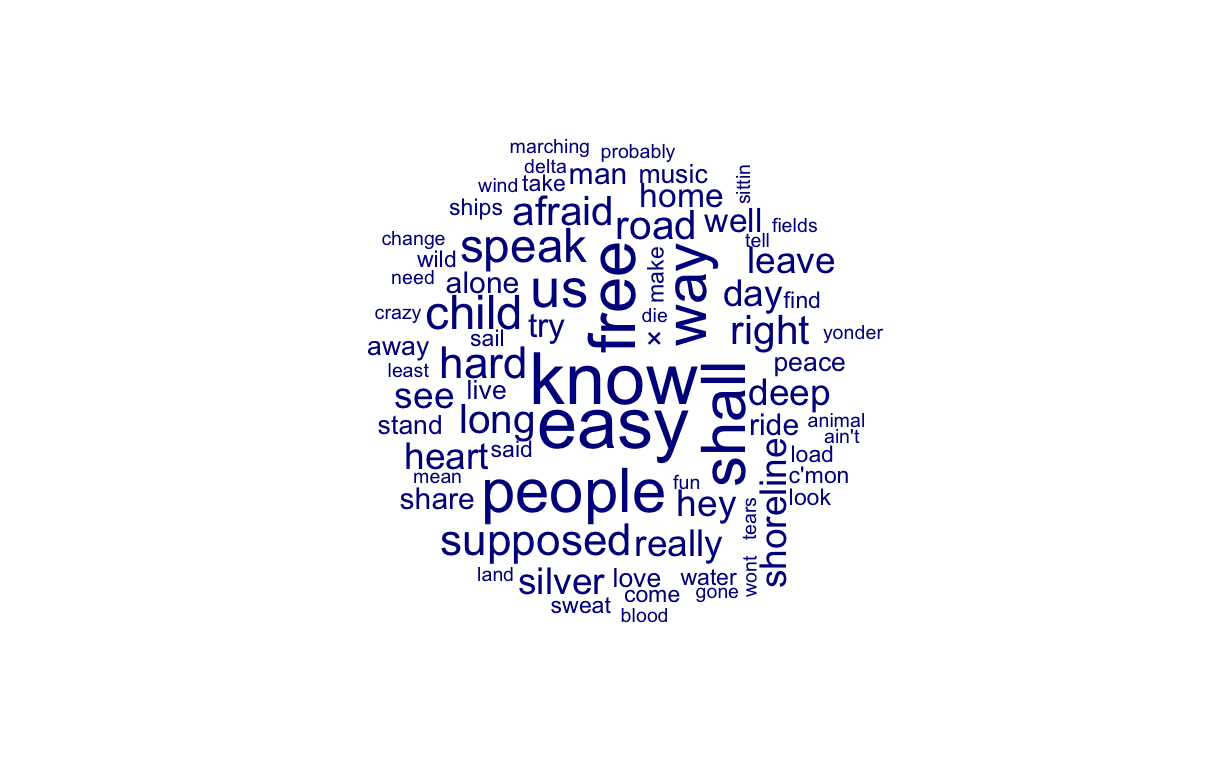 marching
probably
delta
man
music
wind
take
sittin
home
ships
afraid
road
well
fields
change
speak
tell
wild
leave
free
way
make
need
alone
us
day
find
crazy
child
try
die
right
yonder
×
sail
away
hard
peace
least
know
see
live
shall
deep
easy
stand
long
ride
animal
ain't
heart
said
load
mean
c'mon
people
fun
share
hey
look
tears
shoreline
supposed
really
land
silver
love
water
wont
come
gone
sweat
blood